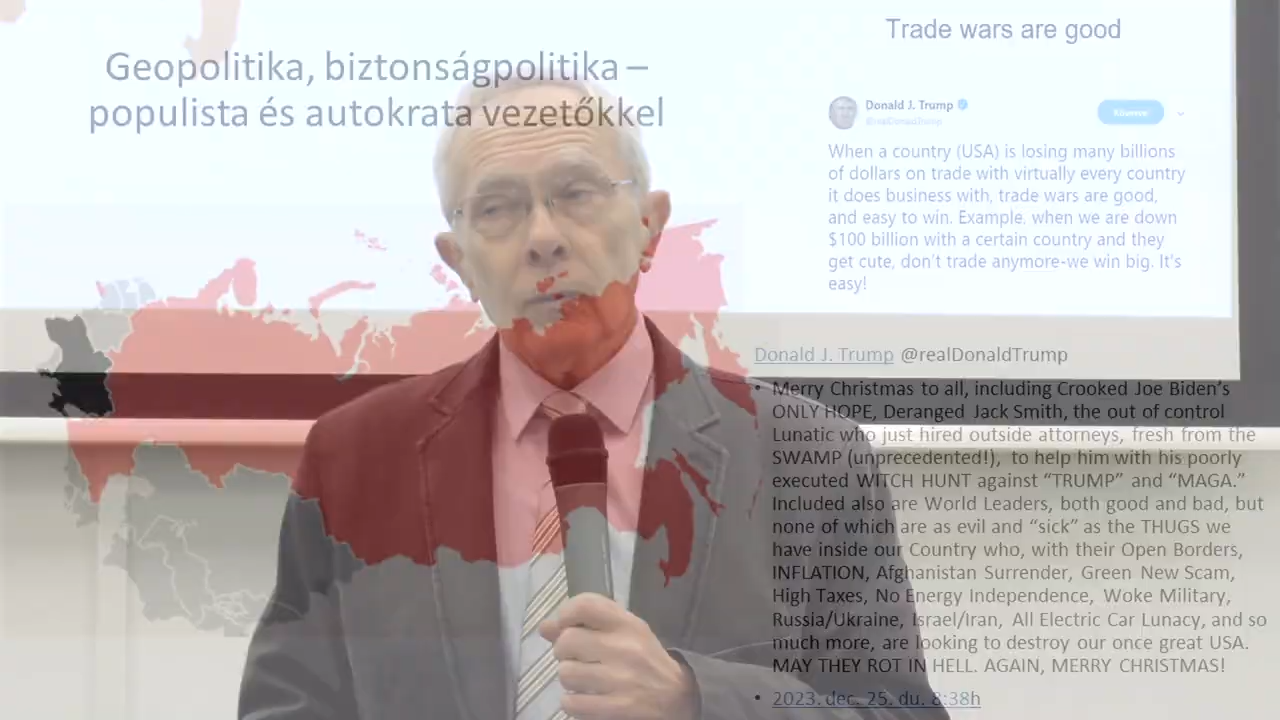 Geopolitika, biztonságpolitika –
populista és autokrata vezetőkkel
Trade wars are good
Donald J. Trump
@realDonaldTrump
When a country (USA) is losing many billions
of dollars on trade with virtually every country
it does business with, trade wars are good,
and easy to win. Example, when we are down
$100 billion with a certain country and they
get cute, don't trade anymore-we win big. It's
easy!
Donald J. Trump @realDonaldTrump
• Merry Christmas to all, including Crooked Joe Biden's
ONLY HOPE, Deranged Jack Smith, the out of control
Lunatic who just hired outside attorneys, fresh from the
SWAMP (unprecedented!), to help him with his poorly
executed WITCH HUNT against “TRUMP” and “MAGA.”
Included also are World Leaders, both good and bad, but
none of which are as evil and “sick” as the THUGS we
have inside our Country who, with their Open Borders,
INFLATION, Afghanistan Surrender, Green New Scam,
High Taxes, No Energy Independence, Woke Military,
Russia/Ukraine, Israel/Iran, All Electric Car Lunacy, and so
much more, are looking to destroy our once great USA.
MAY THEY ROT IN HELL. AGAIN, MERRY CHRISTMAS!
• 2023. dec. 25. du. 8:38h